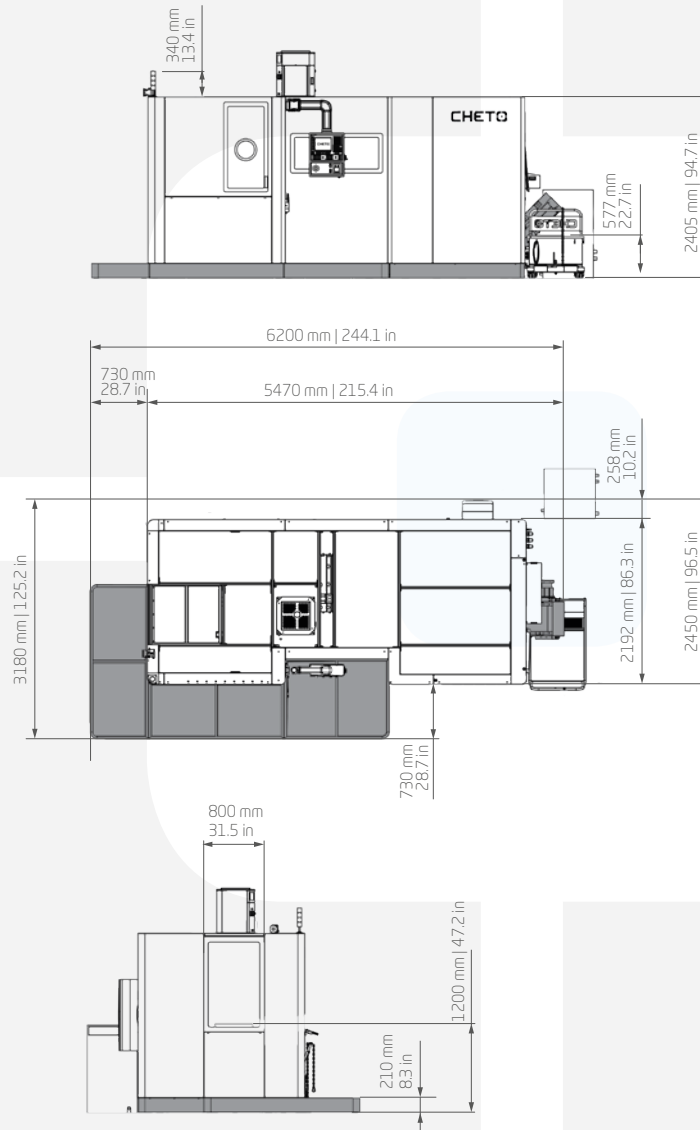 340 mm
13.4 in
CHETO
CHETO
CHETO
577 mm
22.7 in
2405 mm | 94.7 in
6200 mm | 244.1 in
730 mm
28.7 in
5470 mm | 215.4 in
258 mm
10.2 in
3180 mm | 125.2 in
2192 mm | 86.3 in
2450 mm | 96.5 in
730 mm
28.7 in
800 mm
31.5 in
1200 mm | 47.2 in
210 mm
8.3 in